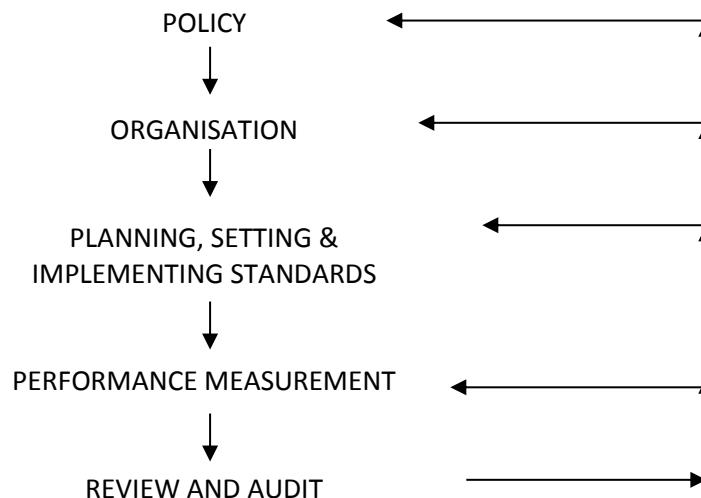 POLICY
ORGANISATION
PLANNING, SETTING &
IMPLEMENTING STANDARDS
PERFORMANCE MEASUREMENT
REVIEW AND AUDIT